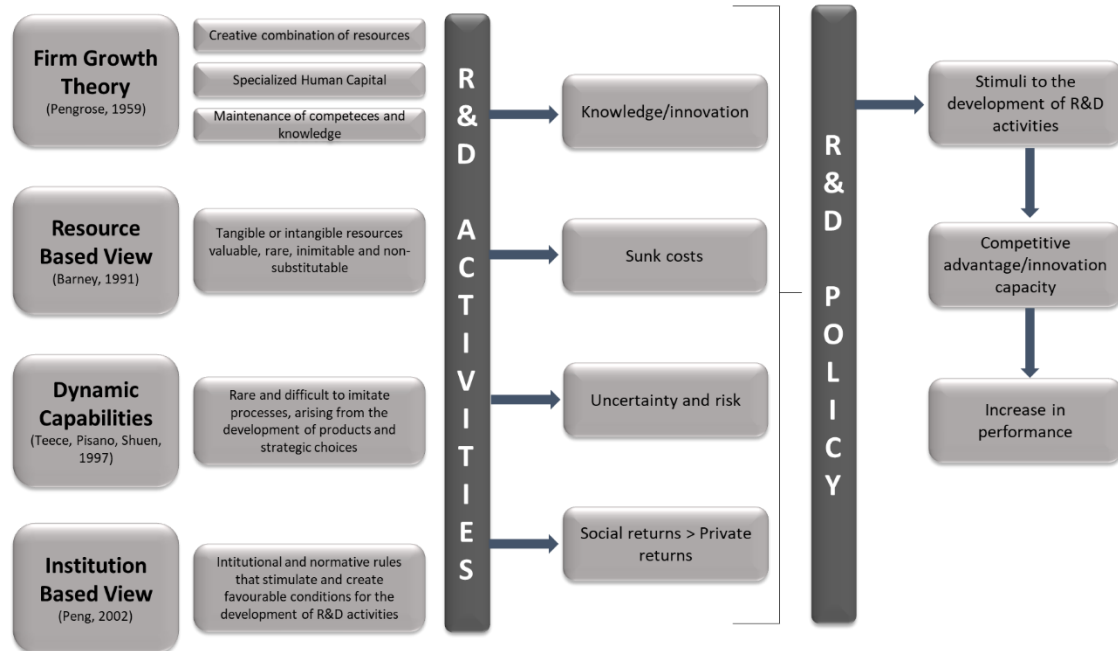 Firm Growth
Theory
(Pengrose, 1959)
Creative combination of resources
Specialized Human Capital
Maintenance of competeces and
knowledge
Resource
Based View
(Barney, 1991)
Tangible or intangible resources
valuable, rare, inimitable and non-
substitutable
Dynamic
Capabilities
(Teece, Pisano, Shuen,
1997)
Rare and difficult to imitate
processes, arising from the
development of products and
strategic choices
Institution
Based View
(Peng, 2002)
Intitutional and normative rules
that stimulate and create
favourable conditions for the
development of R&D activities
R&D ACTIVITIES
Knowledge/innovation
Sunk costs
Uncertainty and risk
Social returns > Private
returns
R&D POLICY
Stimuli to the
development of R&D
activities
Competitive
advantage/innovation
capacity
Increase in
performance